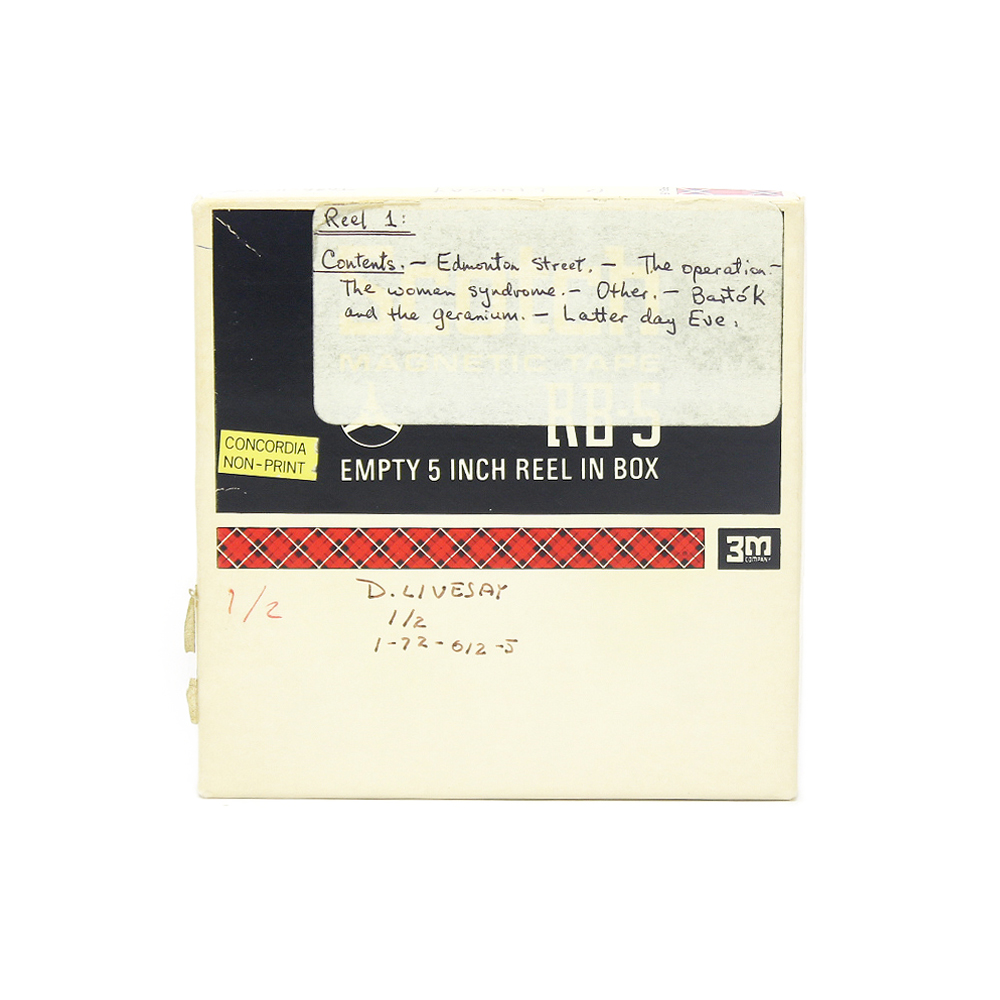 Reel 1:
Contents. — Edmonton Street. — The operation —
The woman syndrome. — Other. — Bartók
and the geranium. — Latter day Eve.
Scotch
MAGNETIC TAPE
RB-5
CONCORDIA
NON-PRINT
EMPTY 5 INCH REEL IN BOX
3M
COMPANY
1/2
D. LIVESAY
1/2
1-72-612-5